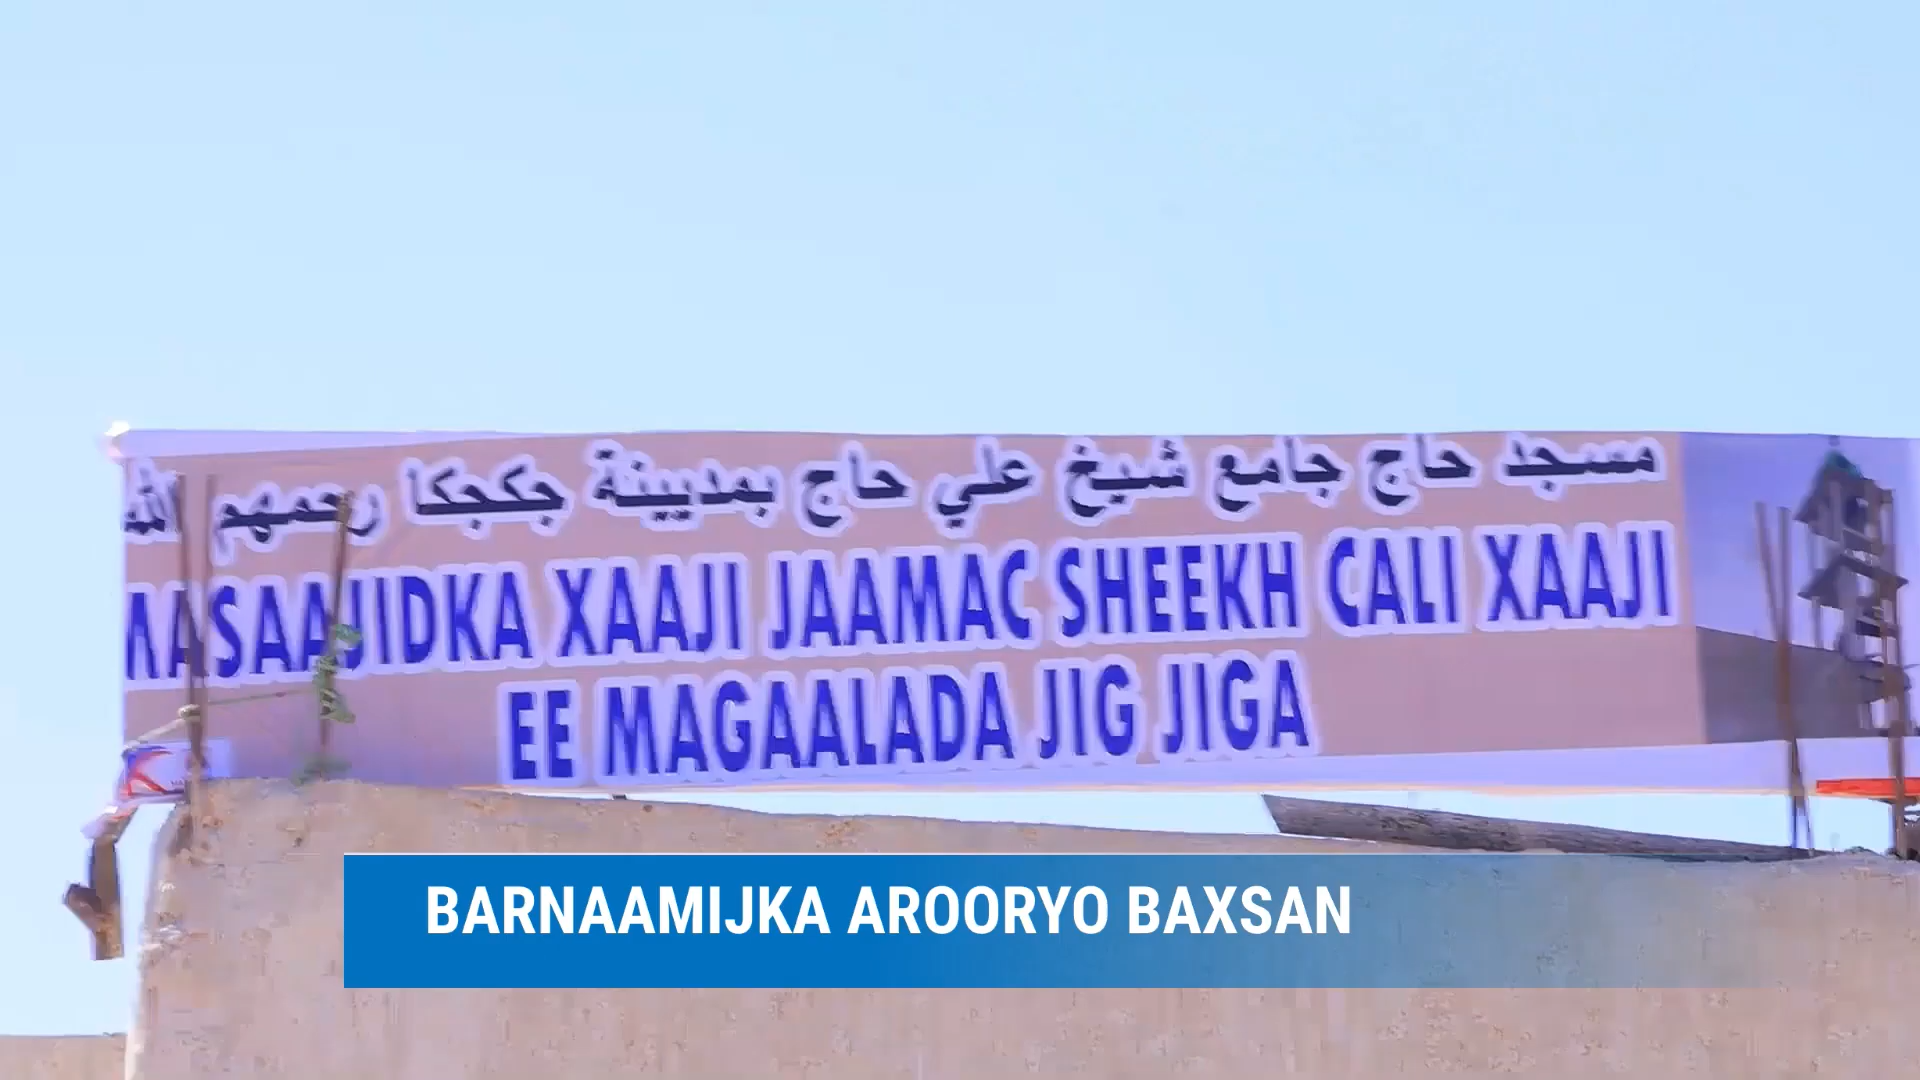 مسجد حاج جامع شيخ علي حاج بمديينة جكجكا رحمهم الله
MASAAJIDKA XAAJI JAAMAC SHEEKH CALI XAAJI
EE MAGAALADA JIG JIGA
BARNAAMIJKA AROORYO BAXSAN